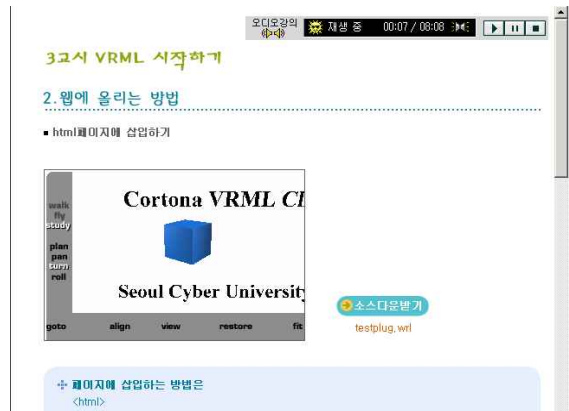 오디오강의
재생 중 00:07 / 08:08
3교시 VRML 시작하기
2.웹에 올리는 방법
html페이지에 삽입하기
walk
fly
study
plan
pan
turn
roll
Cortona VRML Cl
Seoul Cyber Universit
goto align view restore fit
소스다운받기
testplug.wrl
페이지에 삽입하는 방법은
<html>